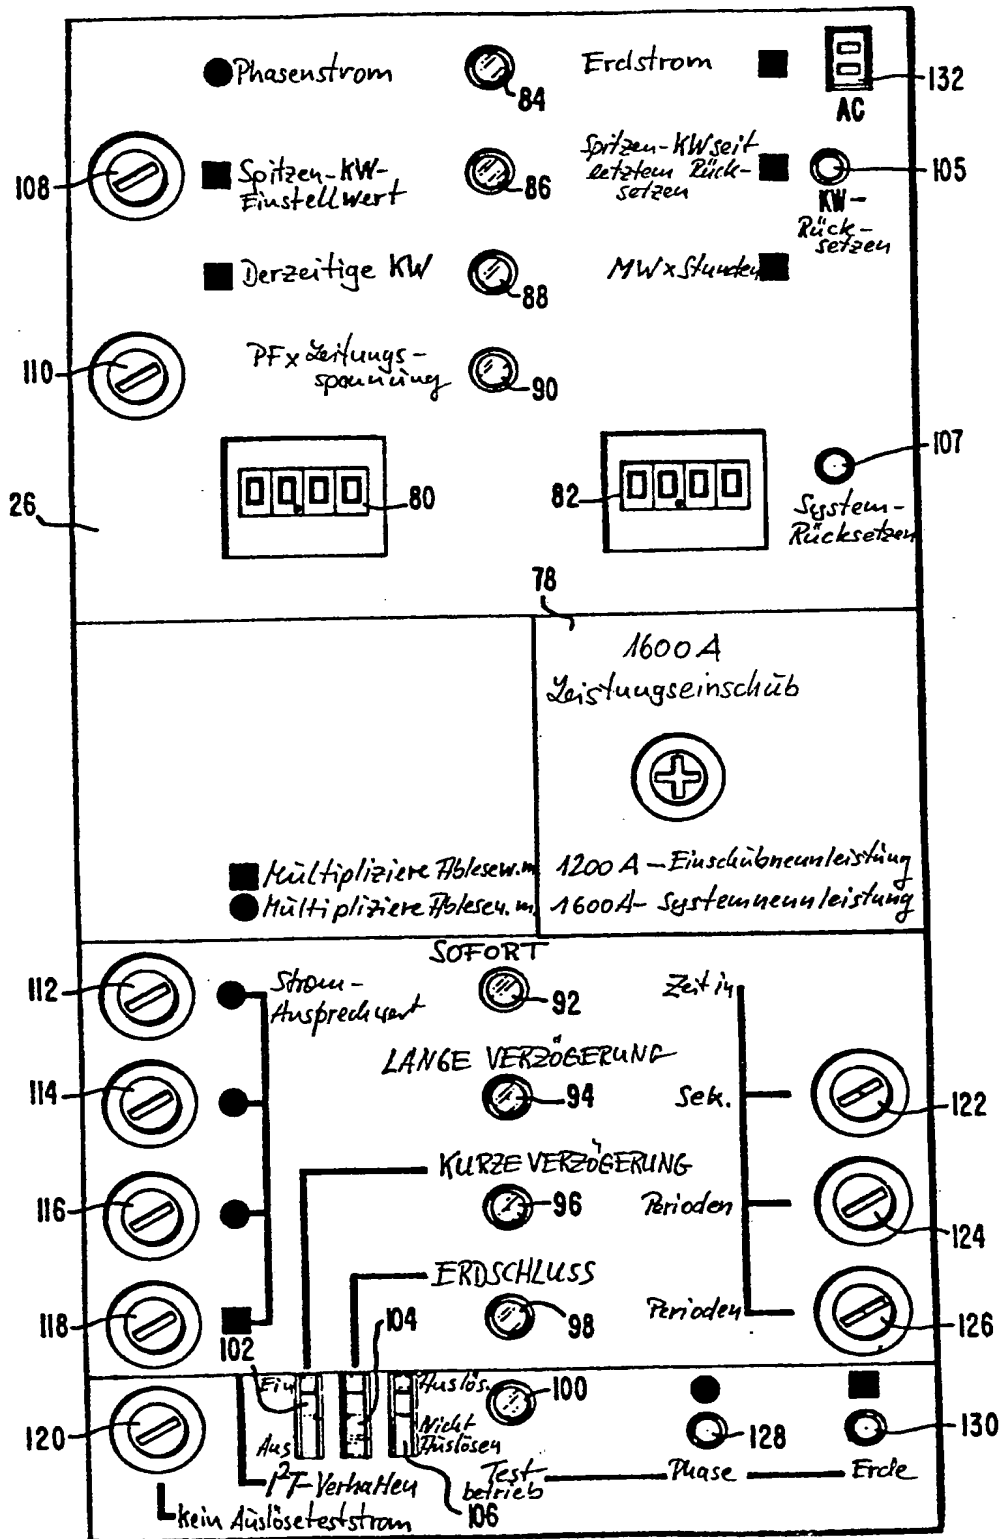 Phasenstrom
84
Erdstrom
132
AC
108
Spitzen-KW-
Einstellwert
86
Spitzen-KW seit
letztem Rück-
setzen
105
KW-
Rück-
setzen
Derzeitige KW
88
MW x Stunden
110
PF x Leitungs-
spannung
90
107
26
0000
80
82
0000
System-
Rücksetzen
78
1600 A
Leistungseinschub
Multipliziere Ablesew. m.
1200 A - Einschubnennleistung
Multipliziere Ablesew. m.
1600 A - Systemnennleistung
SOFORT
112
Strom-
Ansprechwert
92
Zeit in
LANGE VERZÖGERUNG
114
94
Sek.
122
KURZE VERZÖGERUNG
116
96
Perioden
124
ERDSCHLUSS
118
104
98
Perioden
126
102
Ein
Auslös.
100
120
Aus
Nicht
Auslösen
128
130
I²T-Verhalten
Test-
betrieb
Phase
Erde
106
kein Auslöseteststrom